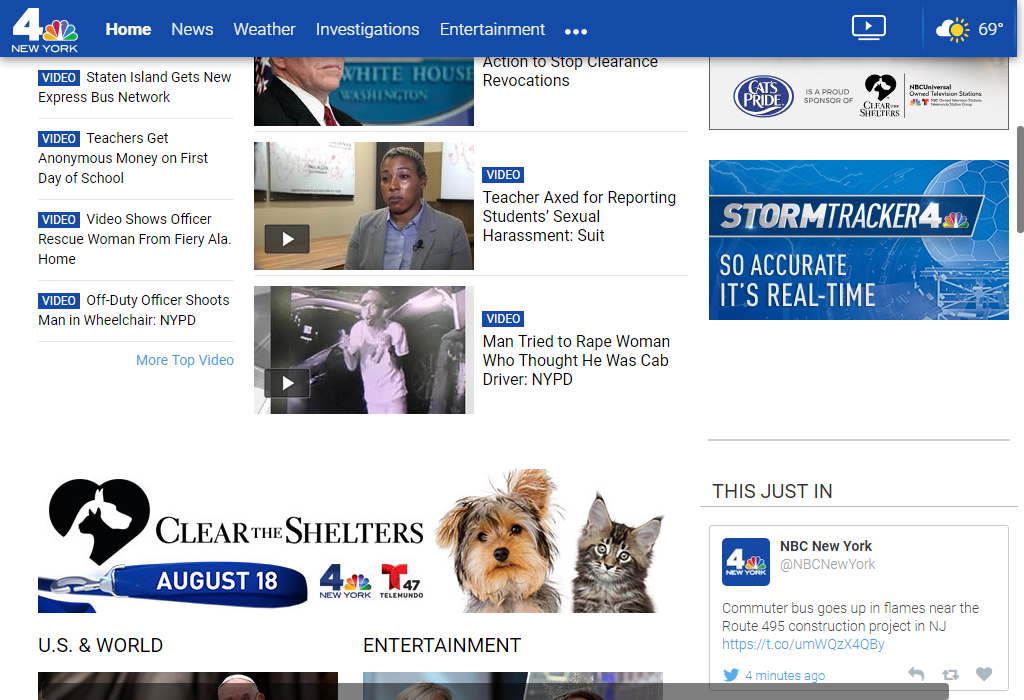 4
NEW YORK
Home
News
Weather
Investigations
Entertainment
69°
VIDEO Staten Island Gets New
Express Bus Network
VIDEO Teachers Get
Anonymous Money on First
Day of School
VIDEO Video Shows Officer
Rescue Woman From Fiery Ala.
Home
VIDEO Off-Duty Officer Shoots
Man in Wheelchair: NYPD
More Top Video
WHITE HOUSE
WASHINGTON
Action to Stop Clearance
Revocations
VIDEO
Teacher Axed for Reporting
Students' Sexual
Harassment: Suit
VIDEO
Man Tried to Rape Woman
Who Thought He Was Cab
Driver: NYPD
CAT'S
PRIDE
IS A PROUD
SPONSOR OF
CLEAR THE
SHELTERS
NBCUniversal
Owned Television Stations
STORMTRACKER4
SO ACCURATE
IT'S REAL-TIME
CLEAR THE SHELTERS
AUGUST 18
4
NEW YORK
T47
TELEMUNDO
U.S. & WORLD
ENTERTAINMENT
THIS JUST IN
4
NEW YORK
NBC New York
@NBCNewYork
Commuter bus goes up in flames near the
Route 495 construction project in NJ
https://t.co/umWQzX4QBy
4 minutes ago